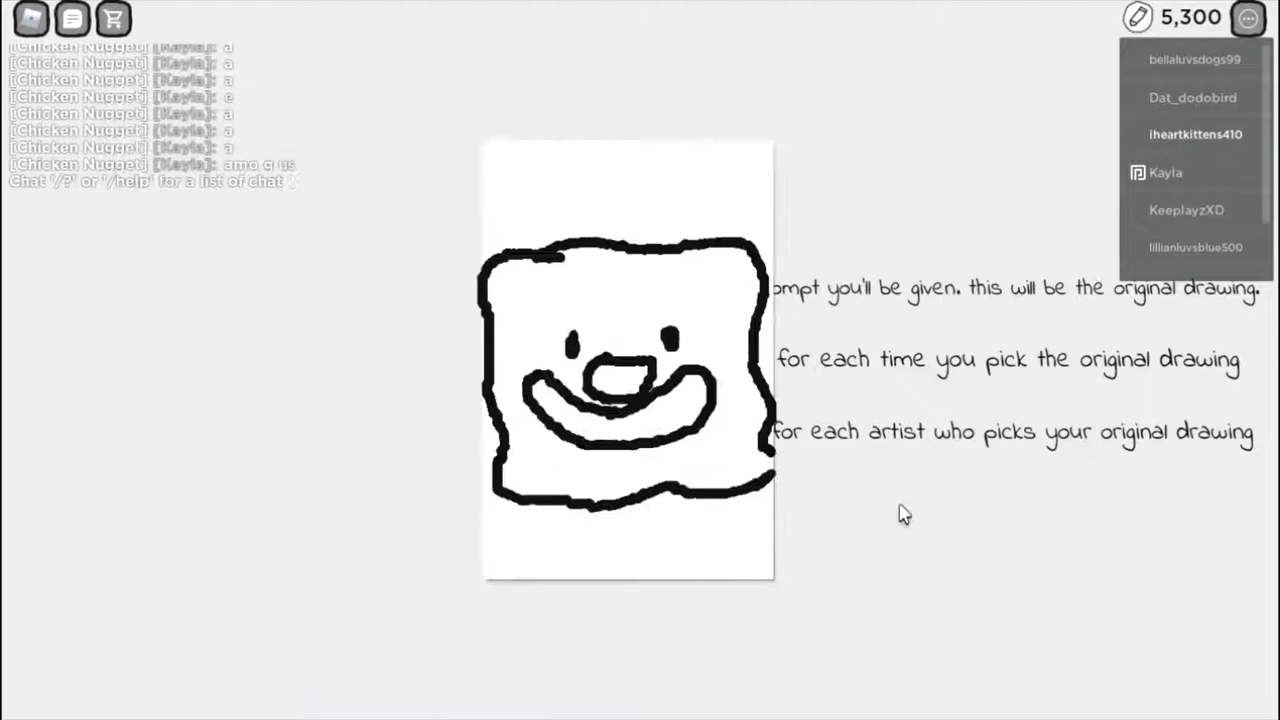 5,300
[Chicken Nugget] [Kayla]: a
[Chicken Nugget] [Kayla]: a
[Chicken Nugget] [Kayla]: a
[Chicken Nugget] [Kayla]: e
[Chicken Nugget] [Kayla]: a
[Chicken Nugget] [Kayla]: a
[Chicken Nugget] [Kayla]: a
[Chicken Nugget] [Kayla]: amo g us
Chat '/?' or '/help' for a list of chat
bellaluvsdogs99
Dat_dodobird
iheartkittens410
Kayla
KeeplayzXD
lillianluvsblue500
you'll be given. this will be the original drawing.
for each time you pick the original drawing
for each artist who picks your original drawing